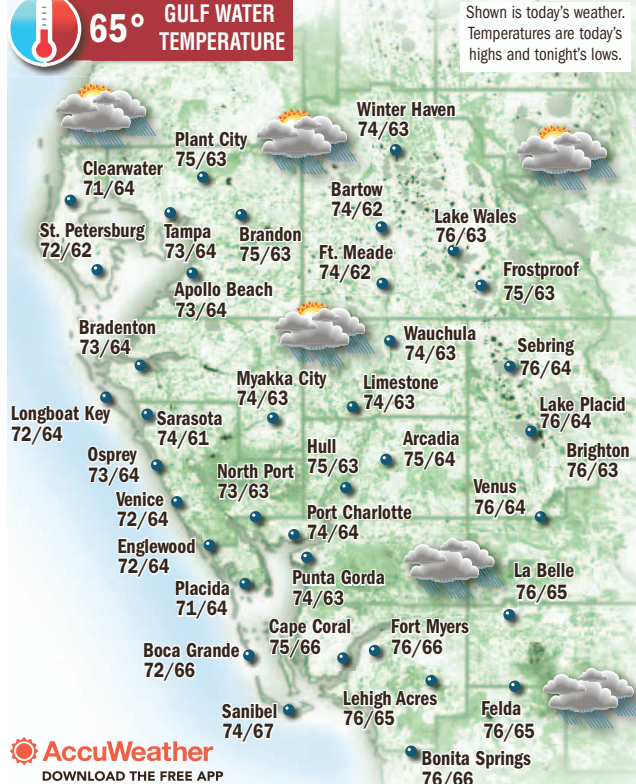 65° GULF WATER
TEMPERATURE
Shown is today's weather.
Temperatures are today's
highs and tonight's lows.
Winter Haven
74/63
Plant City
75/63
Clearwater
71/64
Bartow
74/62
Lake Wales
76/63
St. Petersburg
72/62
Tampa
73/64
Brandon
75/63
Ft. Meade
74/62
Frostproof
75/63
Apollo Beach
73/64
Bradenton
73/64
Wauchula
74/63
Sebring
76/64
Myakka City
74/63
Limestone
74/63
Longboat Key
72/64
Sarasota
74/61
Lake Placid
76/64
Osprey
73/64
Hull
75/63
Arcadia
75/64
Brighton
76/63
North Port
73/63
Venice
72/64
Venus
76/64
Port Charlotte
74/64
Englewood
72/64
Punta Gorda
74/63
La Belle
76/65
Placida
71/64
Cape Coral
75/66
Fort Myers
76/66
Boca Grande
72/66
Lehigh Acres
76/65
Felda
76/65
Sanibel
74/67
Bonita Springs
76/66
AccuWeather
DOWNLOAD THE FREE APP